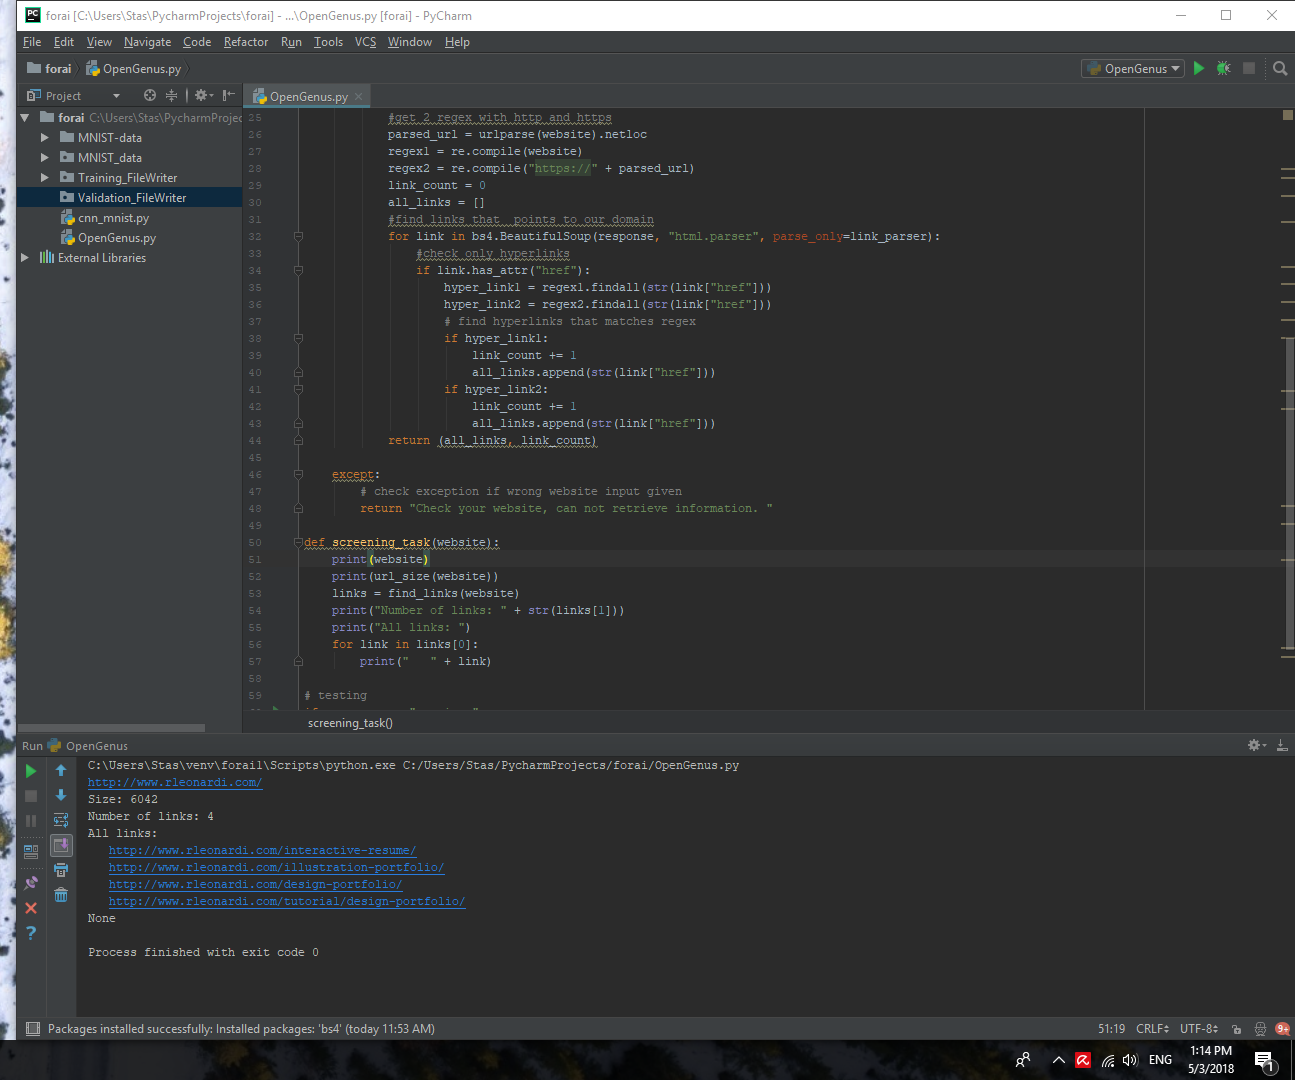 PC forai [C:\Users\Stas\PycharmProjects\forai] - ...\OpenGenus.py [forai] - PyCharm
File Edit View Navigate Code Refactor Run Tools VCS Window Help
forai OpenGenus.py OpenGenus
Project OpenGenus.py
forai C:\Users\Stas\PycharmProjec
MNIST-data
MNIST_data
Training_FileWriter
Validation_FileWriter
cnn_mnist.py
OpenGenus.py
External Libraries
25 #get 2 regex with http and https
26 parsed_url = urlparse(website).netloc
27 regex1 = re.compile(website)
28 regex2 = re.compile("https://" + parsed_url)
29 link_count = 0
30 all_links = []
31 #find links that  points to our domain
32 for link in bs4.BeautifulSoup(response, "html.parser", parse_only=link_parser):
33 #check only hyperlinks
34 if link.has_attr("href"):
35 hyper_link1 = regex1.findall(str(link["href"]))
36 hyper_link2 = regex2.findall(str(link["href"]))
37 # find hyperlinks that matches regex
38 if hyper_link1:
39 link_count += 1
40 all_links.append(str(link["href"]))
41 if hyper_link2:
42 link_count += 1
43 all_links.append(str(link["href"]))
44 return (all_links, link_count)
45
46 except:
47 # check exception if wrong website input given
48 return "Check your website, can not retrieve information. "
49
50 def screening_task(website):
51 print(website)
52 print(url_size(website))
53 links = find_links(website)
54 print("Number of links: " + str(links[1]))
55 print("All links: ")
56 for link in links[0]:
57 print("   " + link)
58
59 # testing
screening_task()
Run OpenGenus
C:\Users\Stas\venv\forai1\Scripts\python.exe C:/Users/Stas/PycharmProjects/forai/OpenGenus.py
http://www.rleonardi.com/
Size: 6042
Number of links: 4
All links:
http://www.rleonardi.com/interactive-resume/
http://www.rleonardi.com/illustration-portfolio/
http://www.rleonardi.com/design-portfolio/
http://www.rleonardi.com/tutorial/design-portfolio/
None
Process finished with exit code 0
Packages installed successfully: Installed packages: 'bs4' (today 11:53 AM) 51:19 CRLF UTF-8 9+
ENG 1:14 PM
5/3/2018 1